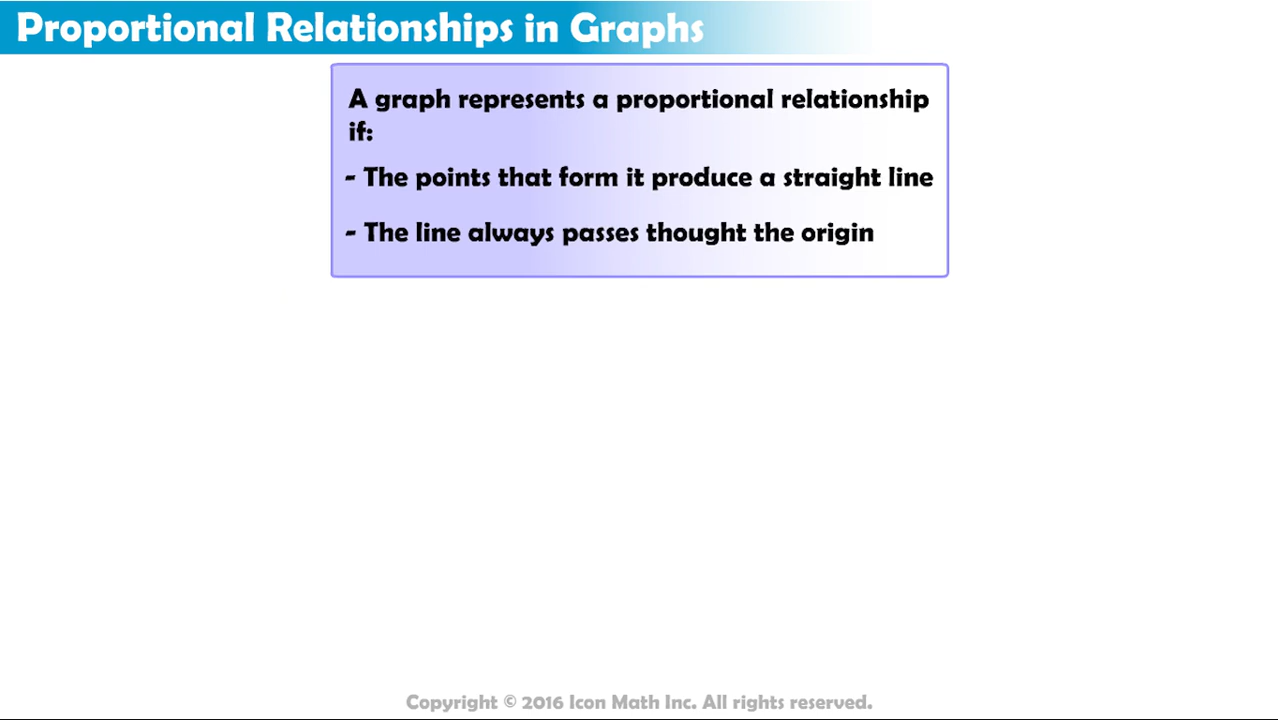 Proportional Relationships in Graphs
A graph represents a proportional relationship
if:
- The points that form it produce a straight line
- The line always passes thought the origin
Copyright © 2016 Icon Math Inc. All rights reserved.